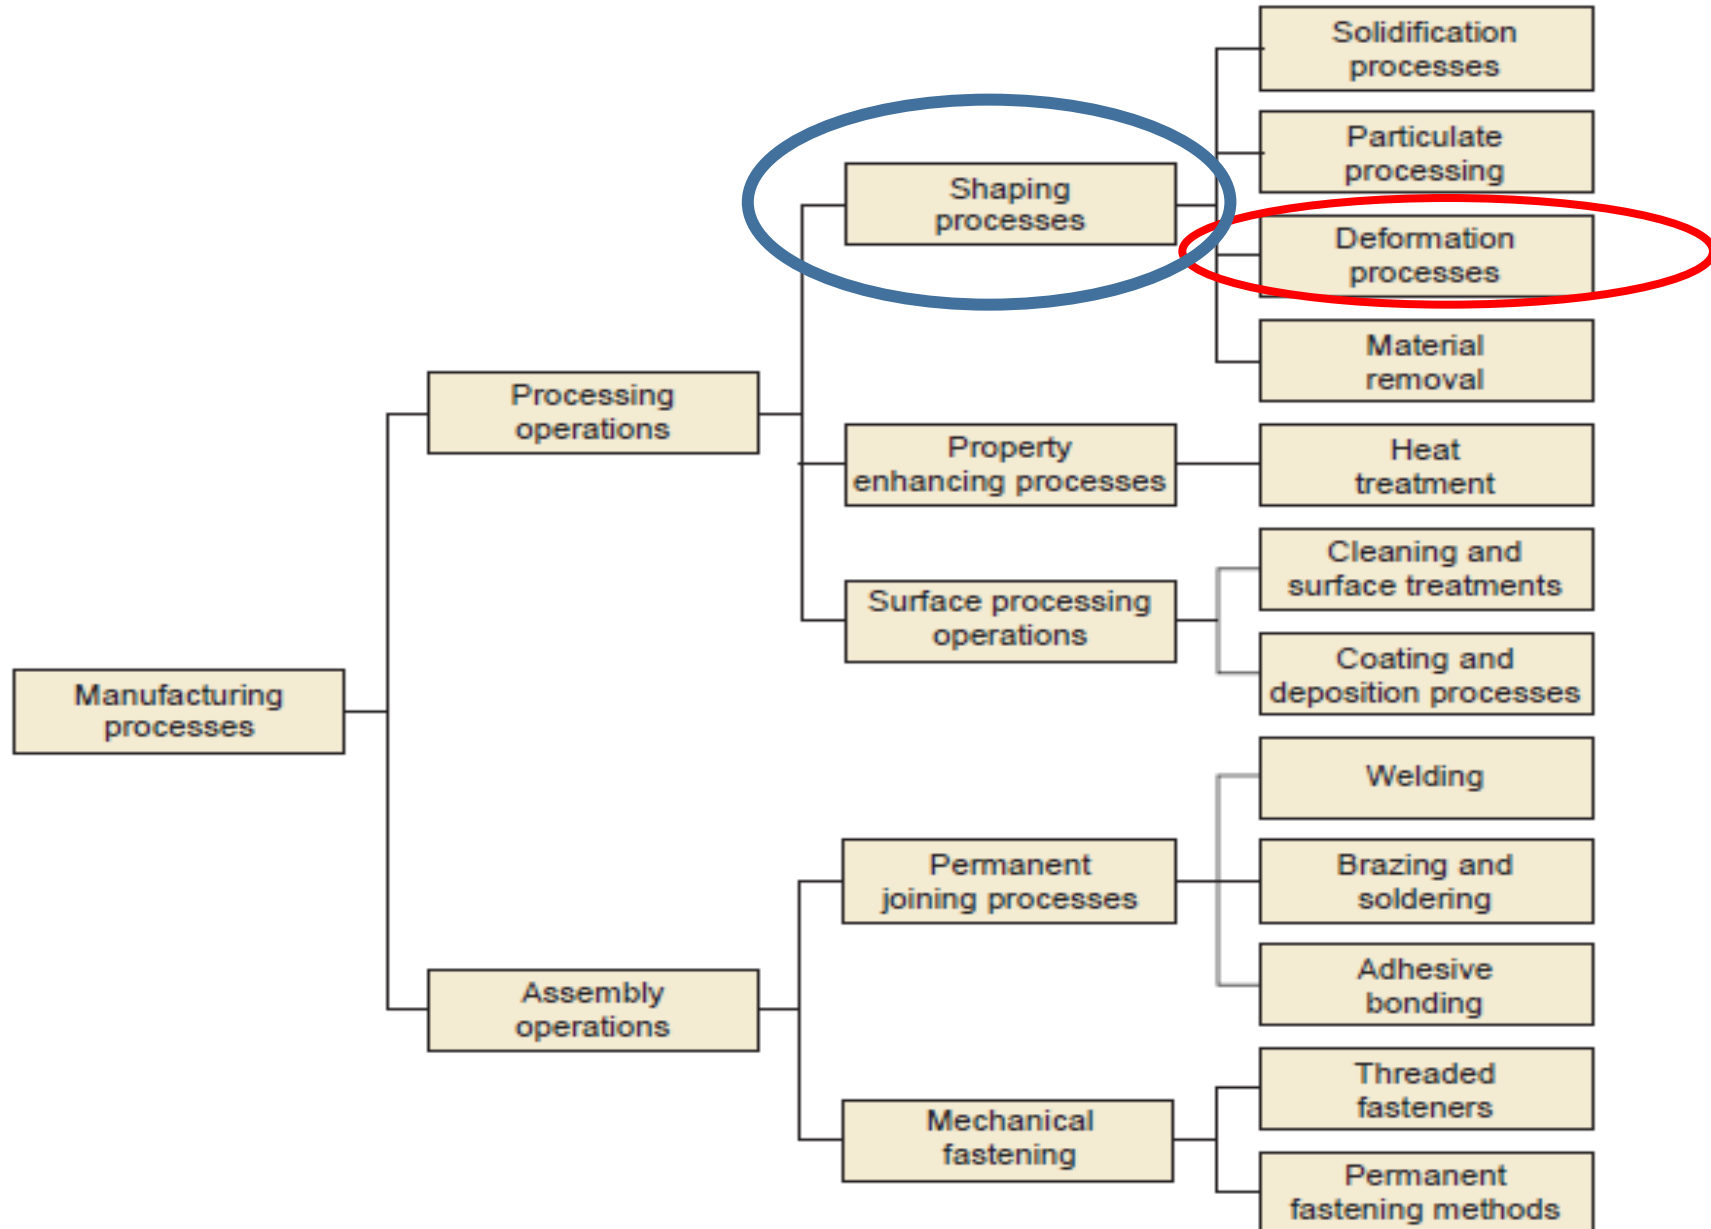 Solidification
processes
Particulate
processing
Shaping
processes
Deformation
processes
Material
removal
Processing
operations
Property
enhancing processes
Heat
treatment
Cleaning and
surface treatments
Surface processing
operations
Coating and
deposition processes
Manufacturing
processes
Welding
Permanent
joining processes
Brazing and
soldering
Adhesive
bonding
Assembly
operations
Threaded
fasteners
Mechanical
fastening
Permanent
fastening methods